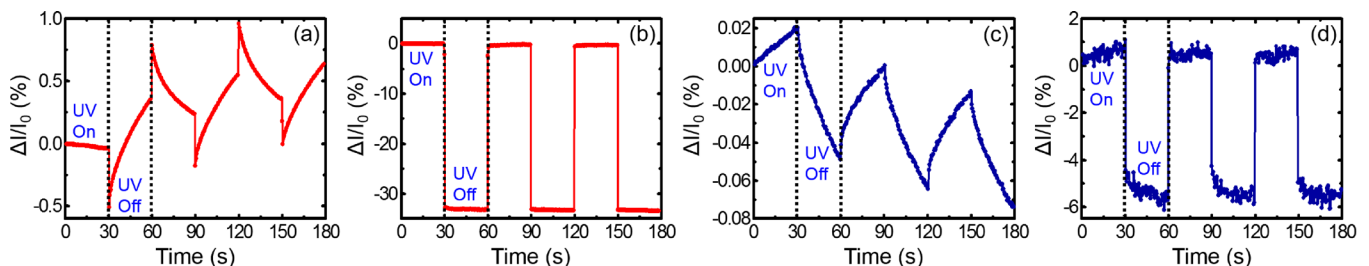 (a)
1.0
0.5
0.0
-0.5
ΔI/I0 (%)
UV
On
UV
Off
0 30 60 90 120 150 180
Time (s)
(b)
0
-10
-20
-30
ΔI/I0 (%)
UV
On
UV
Off
0 30 60 90 120 150 180
Time (s)
(c)
0.02
0.00
-0.02
-0.04
-0.06
-0.08
ΔI/I0 (%)
UV
On
UV
Off
0 30 60 90 120 150 180
Time (s)
(d)
2
0
-2
-4
-6
ΔI/I0 (%)
UV
On
UV
Off
0 30 60 90 120 150 180
Time (s)